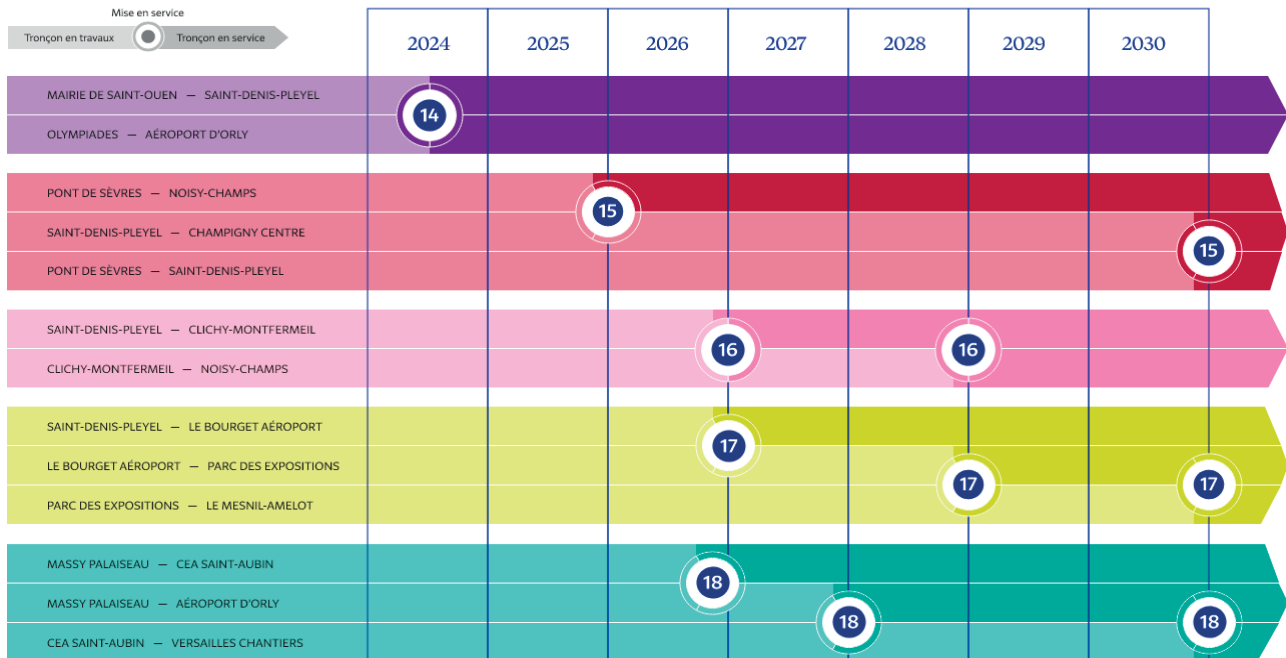 Mise en service
Tronçon en travaux
Tronçon en service
2024
2025
2026
2027
2028
2029
2030
MAIRIE DE SAINT-OUEN — SAINT-DENIS-PLEYEL
14
OLYMPIADES — AÉROPORT D'ORLY
PONT DE SÈVRES — NOISY-CHAMPS
15
SAINT-DENIS-PLEYEL — CHAMPIGNY CENTRE
15
PONT DE SÈVRES — SAINT-DENIS-PLEYEL
SAINT-DENIS-PLEYEL — CLICHY-MONTFERMEIL
16
16
CLICHY-MONTFERMEIL — NOISY-CHAMPS
SAINT-DENIS-PLEYEL — LE BOURGET AÉROPORT
17
LE BOURGET AÉROPORT — PARC DES EXPOSITIONS
17
17
PARC DES EXPOSITIONS — LE MESNIL-AMELOT
MASSY PALAISEAU — CEA SAINT-AUBIN
18
MASSY PALAISEAU — AÉROPORT D'ORLY
18
18
CEA SAINT-AUBIN — VERSAILLES CHANTIERS